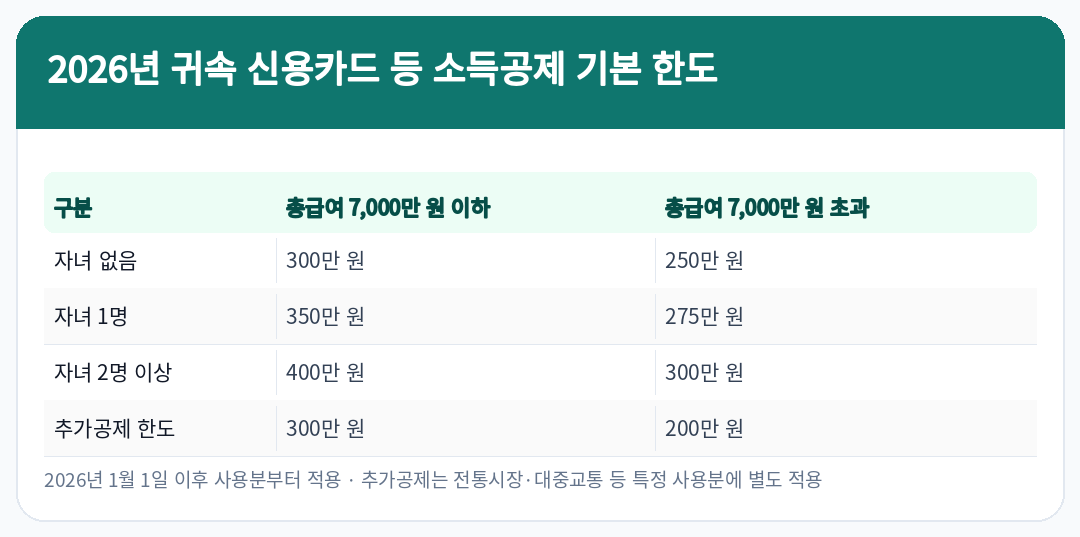 2026년 귀속 신용카드 등 소득공제 기본 한도
구분 총급여 7,000만 원 이하 총급여 7,000만 원 초과
자녀 없음 300만 원 250만 원
자녀 1명 350만 원 275만 원
자녀 2명 이상 400만 원 300만 원
추가공제 한도 300만 원 200만 원
2026년 1월 1일 이후 사용분부터 적용 · 추가공제는 전통시장·대중교통 등 특정 사용분에 별도 적용